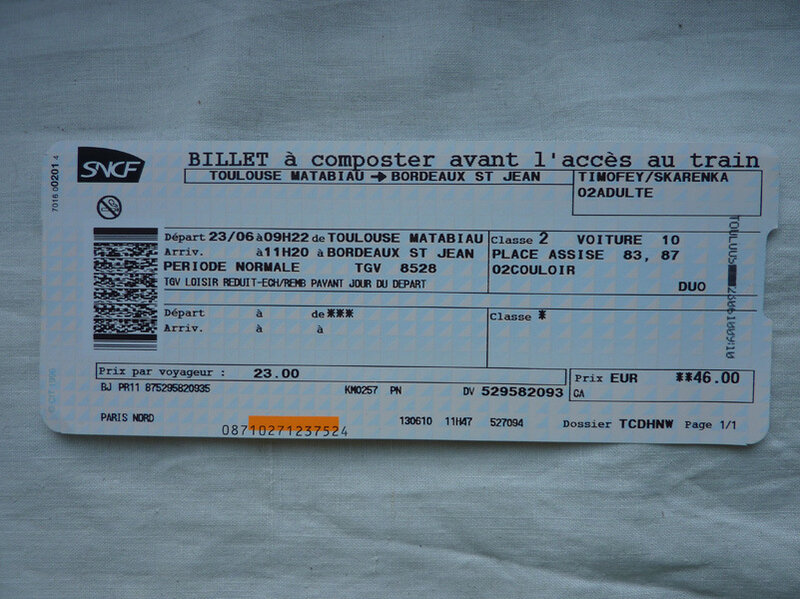 SNCF
BILLET à composter avant l'accès au train
TOULOUSE MATABIAU → BORDEAUX ST JEAN
TIMOFEY/SKARENKA
02ADULTE
Départ 23/06 à 09H22 de TOULOUSE MATABIAU
Arriv. à 11H20 à BORDEAUX ST JEAN
PERIODE NORMALE TGV 8528
TGV LOISIR REDUIT-ECH/REMB PAYANT JOUR DU DEPART
Classe 2 VOITURE 10
PLACE ASSISE 83, 87
02COULOIR
DUO
Départ à de ***
Arriv. à à
Classe *
Prix par voyageur : 23.00
Prix EUR **46.00
BJ PR11 875295820935
KM0257 PN DV 529582093
CA
PARIS NORD
08710271237524
130610 11H47 527094
Dossier TCDHNW Page 1/1